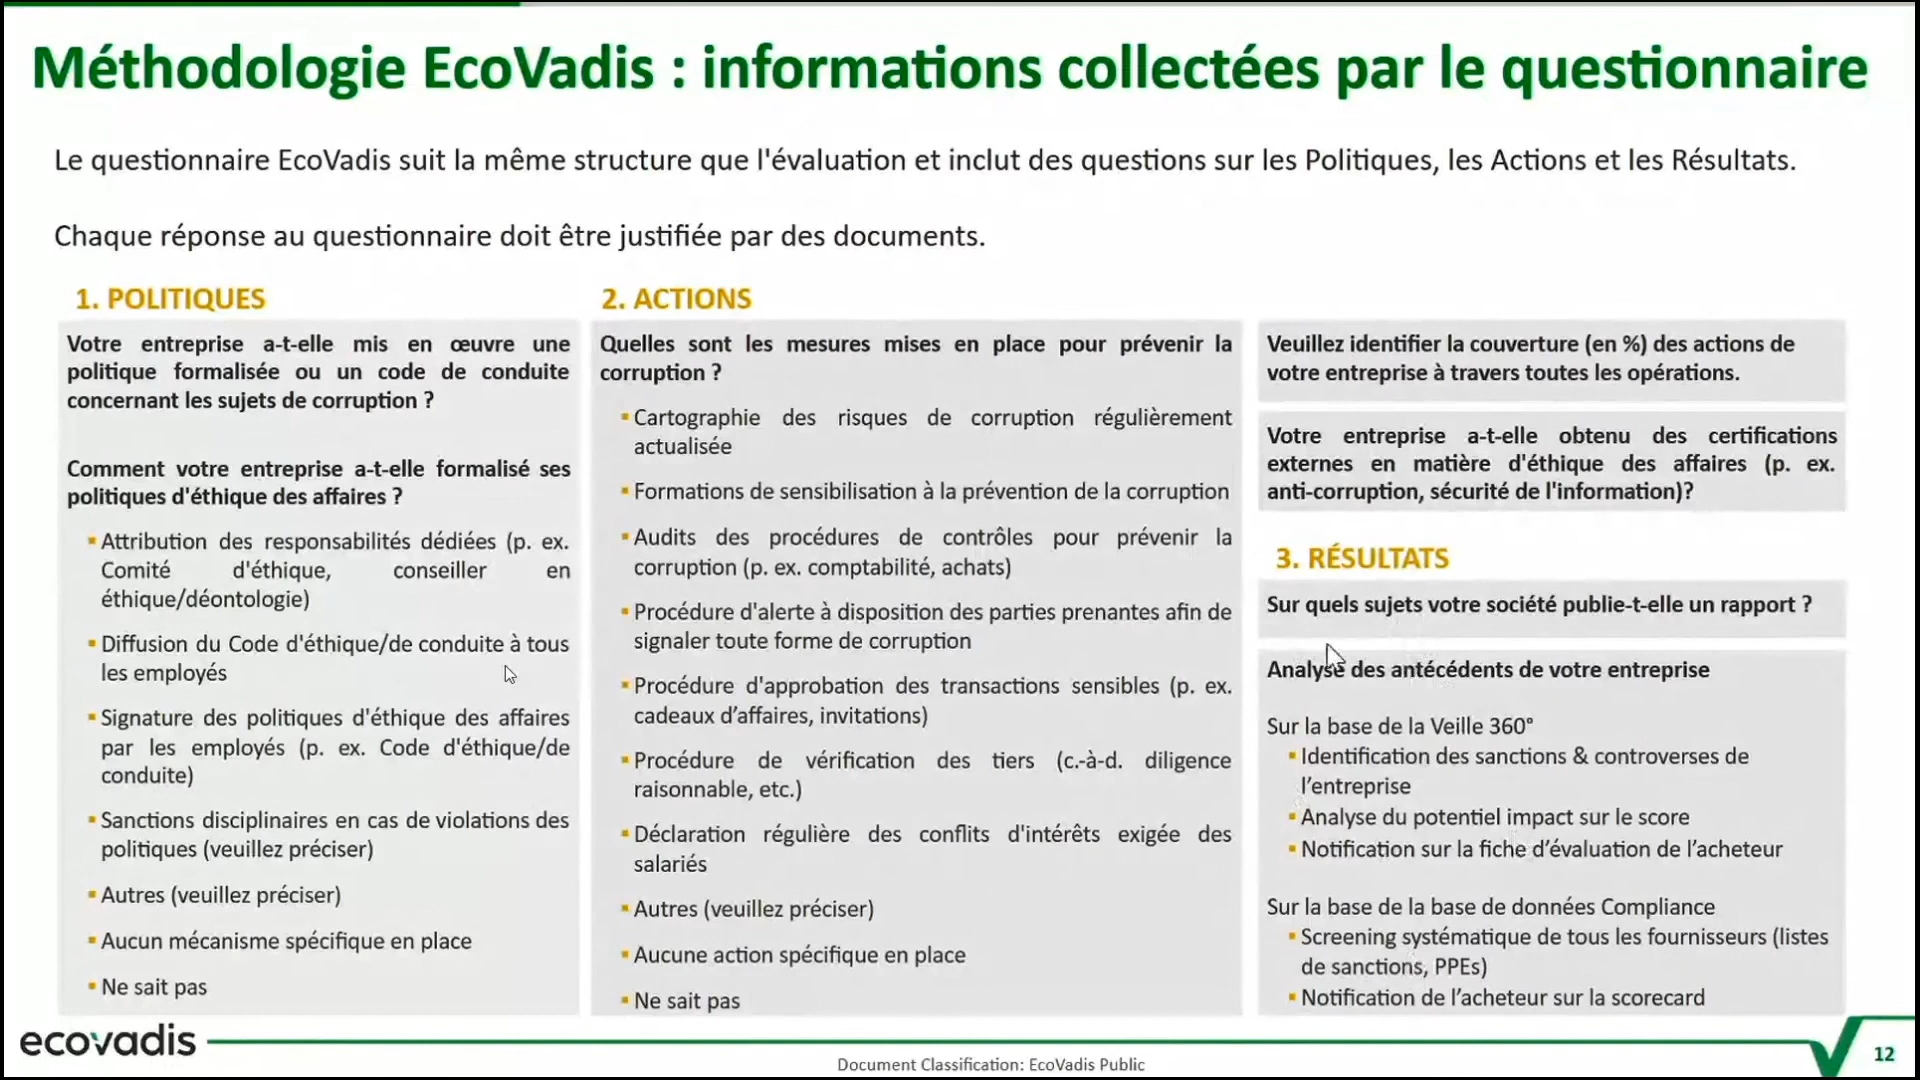 Méthodologie EcoVadis : informations collectées par le questionnaire
Le questionnaire EcoVadis suit la même structure que l'évaluation et inclut des questions sur les Politiques, les Actions et les Résultats.
Chaque réponse au questionnaire doit être justifiée par des documents.
1. POLITIQUES
Votre entreprise a-t-elle mis en œuvre une
politique formalisée ou un code de conduite
concernant les sujets de corruption ?
Comment votre entreprise a-t-elle formalisé ses
politiques d'éthique des affaires ?
▪Attribution des responsabilités dédiées (p. ex.
Comité d'éthique, conseiller en
éthique/déontologie)
▪Diffusion du Code d'éthique/de conduite à tous
les employés
▪Signature des politiques d'éthique des affaires
par les employés (p. ex. Code d'éthique/de
conduite)
▪Sanctions disciplinaires en cas de violations des
politiques (veuillez préciser)
▪Autres (veuillez préciser)
▪Aucun mécanisme spécifique en place
▪Ne sait pas
2. ACTIONS
Quelles sont les mesures mises en place pour prévenir la
corruption ?
▪Cartographie des risques de corruption régulièrement
actualisée
▪Formations de sensibilisation à la prévention de la corruption
▪Audits des procédures de contrôles pour prévenir la
corruption (p. ex. comptabilité, achats)
▪Procédure d'alerte à disposition des parties prenantes afin de
signaler toute forme de corruption
▪Procédure d'approbation des transactions sensibles (p. ex.
cadeaux d’affaires, invitations)
▪Procédure de vérification des tiers (c.-à-d. diligence
raisonnable, etc.)
▪Déclaration régulière des conflits d'intérêts exigée des
salariés
▪Autres (veuillez préciser)
▪Aucune action spécifique en place
▪Ne sait pas
Veuillez identifier la couverture (en %) des actions de
votre entreprise à travers toutes les opérations.
Votre entreprise a-t-elle obtenu des certifications
externes en matière d'éthique des affaires (p. ex.
anti-corruption, sécurité de l'information)?
3. RÉSULTATS
Sur quels sujets votre société publie-t-elle un rapport ?
Analyse des antécédents de votre entreprise
Sur la base de la Veille 360°
▪Identification des sanctions & controverses de
l’entreprise
▪Analyse du potentiel impact sur le score
▪Notification sur la fiche d’évaluation de l’acheteur
Sur la base de la base de données Compliance
▪Screening systématique de tous les fournisseurs (listes
de sanctions, PPEs)
▪Notification de l’acheteur sur la scorecard
ecovadis
Document Classification: EcoVadis Public
12